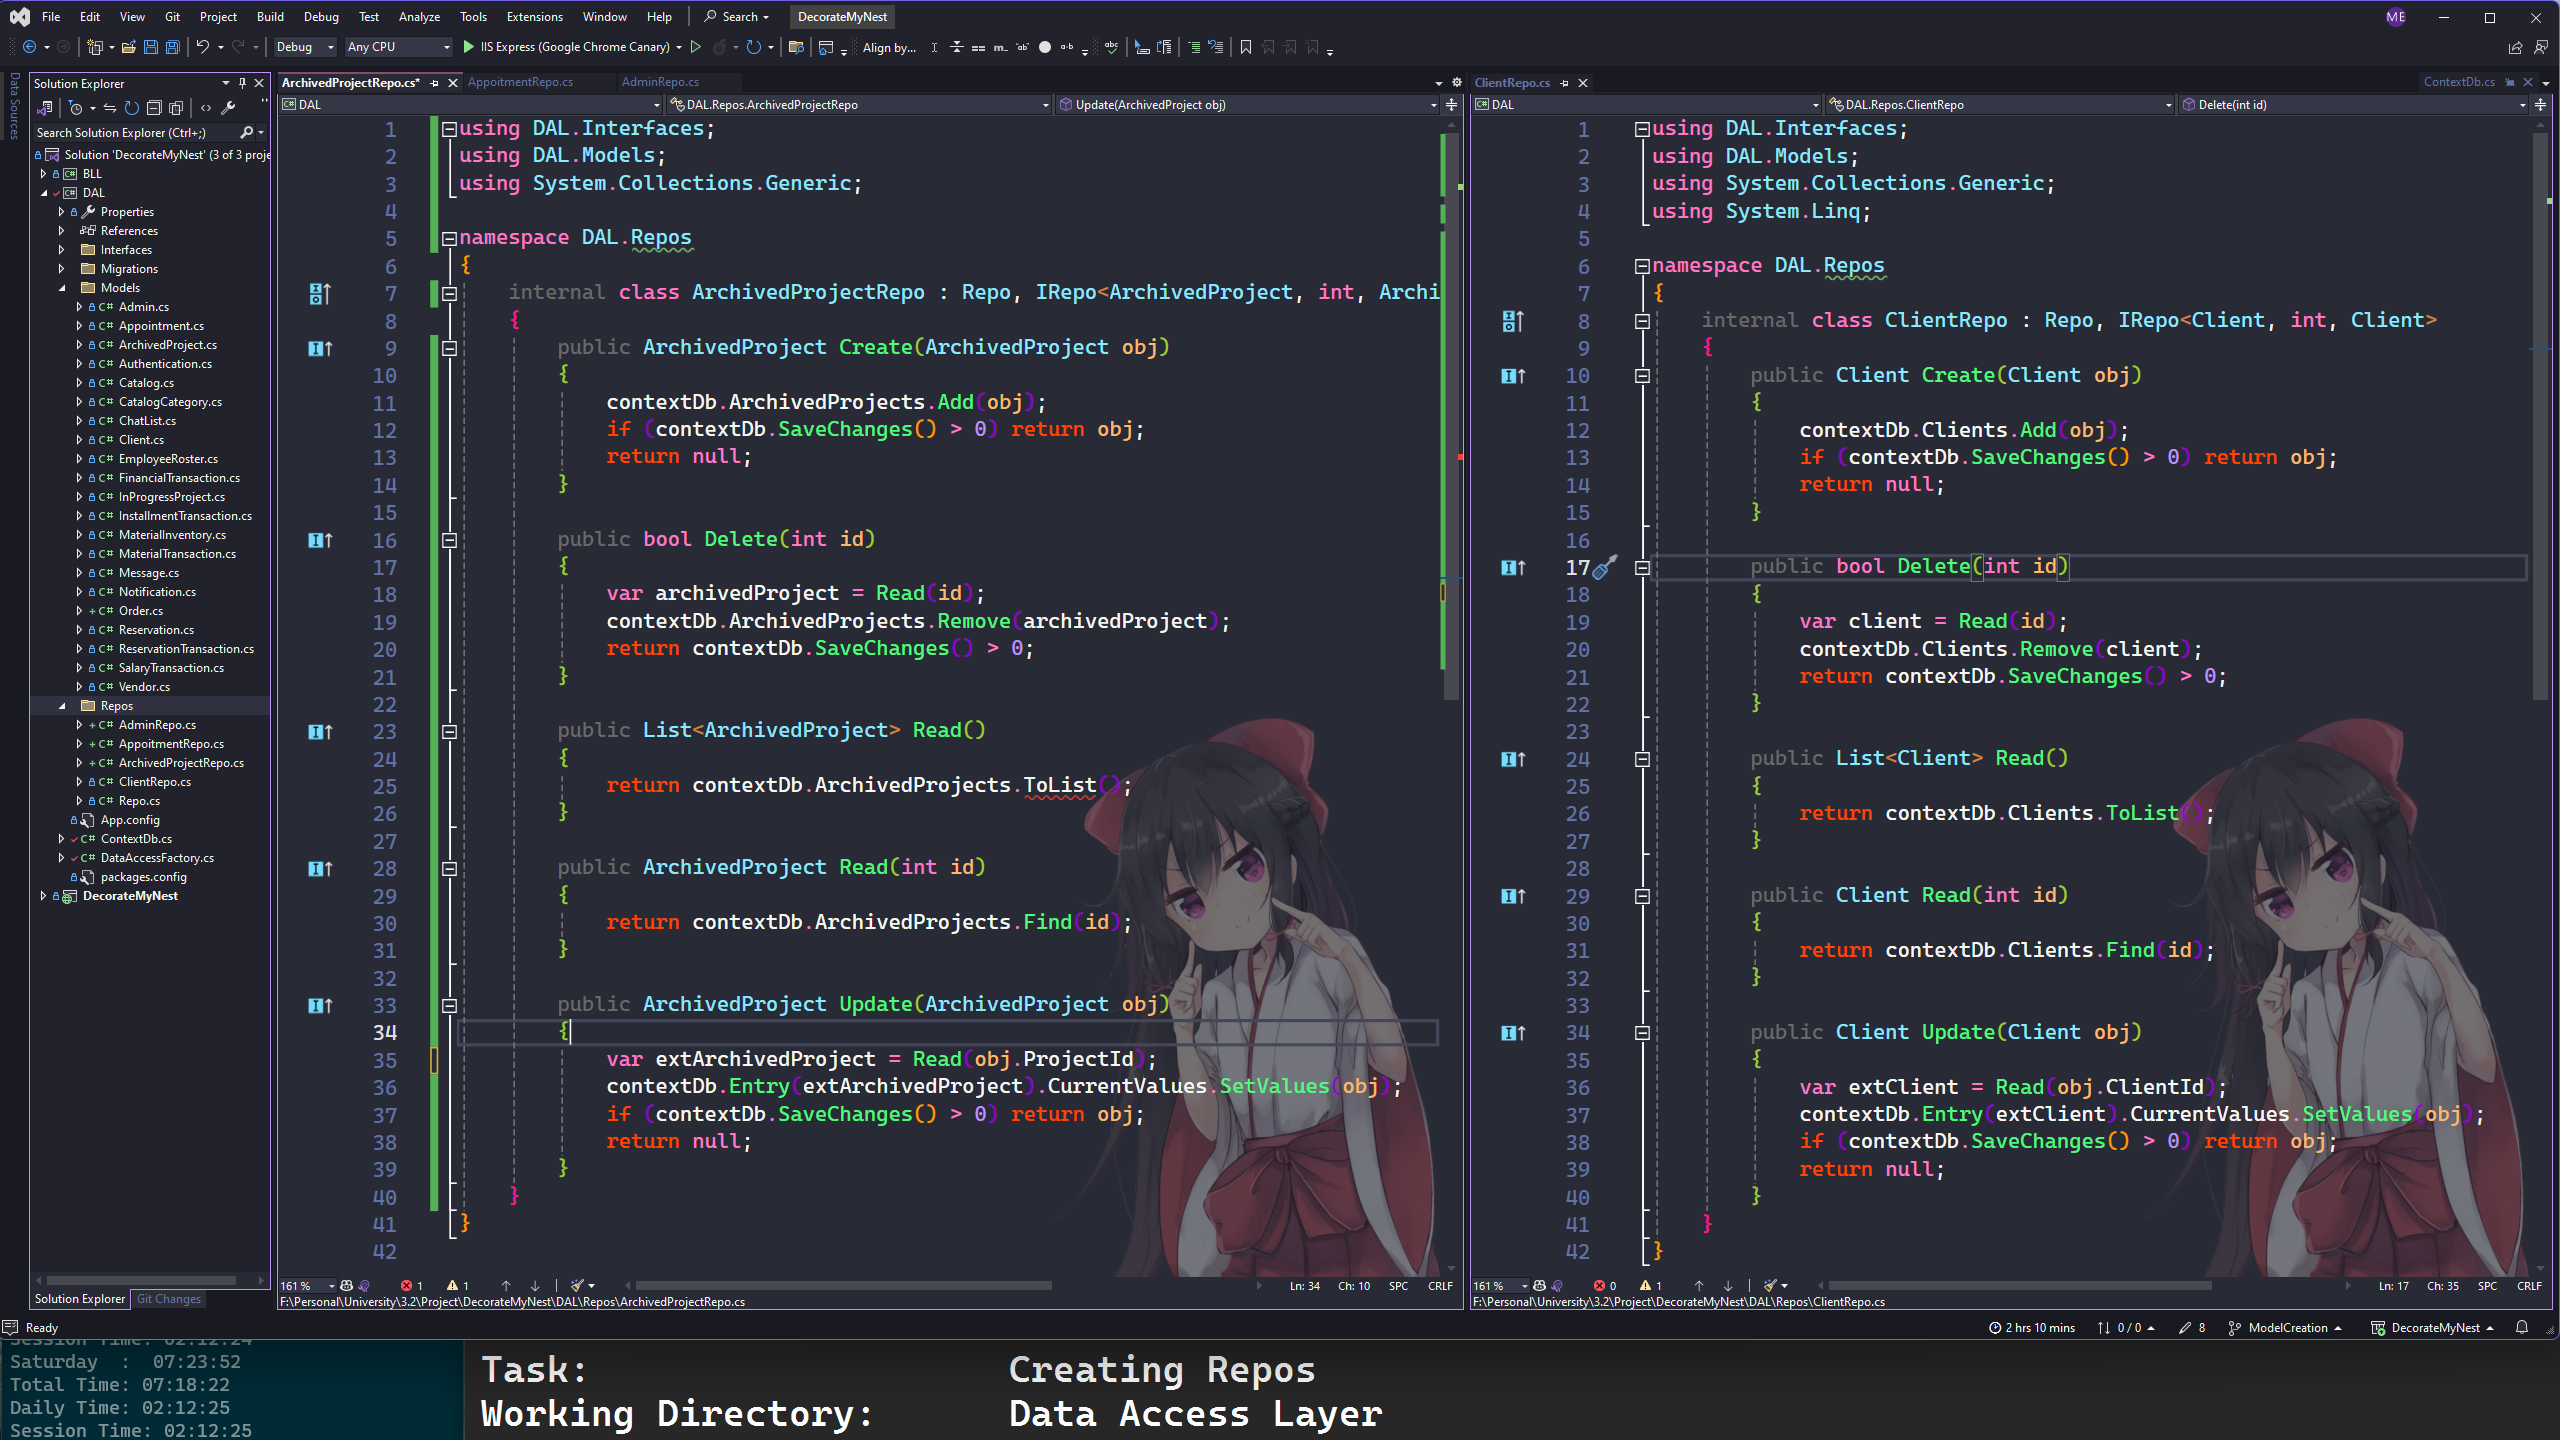 File Edit View Git Project Build Debug Test Analyze Tools Extensions Window Help Search DecorateMyNest ME
Debug Any CPU IIS Express (Google Chrome Canary) Align by...
Data Sources
Solution Explorer
Search Solution Explorer (Ctrl+;)
Solution 'DecorateMyNest' (3 of 3 proje
BLL
DAL
Properties
References
Interfaces
Migrations
Models
C# Admin.cs
C# Appointment.cs
C# ArchivedProject.cs
C# Authentication.cs
C# Catalog.cs
C# CatalogCategory.cs
C# ChatList.cs
C# Client.cs
C# EmployeeRoster.cs
C# FinancialTransaction.cs
C# InProgressProject.cs
C# InstallmentTransaction.cs
C# MaterialInventory.cs
C# MaterialTransaction.cs
C# Message.cs
C# Notification.cs
+ C# Order.cs
C# Reservation.cs
C# ReservationTransaction.cs
C# SalaryTransaction.cs
C# Vendor.cs
Repos
+ C# AdminRepo.cs
+ C# AppoitmentRepo.cs
+ C# ArchivedProjectRepo.cs
C# ClientRepo.cs
C# Repo.cs
App.config
C# ContextDb.cs
C# DataAccessFactory.cs
packages.config
DecorateMyNest
Solution Explorer Git Changes
ArchivedProjectRepo.cs* AppoitmentRepo.cs AdminRepo.cs
DAL DAL.Repos.ArchivedProjectRepo Update(ArchivedProject obj)
1 using DAL.Interfaces;
2 using DAL.Models;
3 using System.Collections.Generic;
4
5 namespace DAL.Repos
6 {
7 internal class ArchivedProjectRepo : Repo, IRepo<ArchivedProject, int, Archi
8 {
9 public ArchivedProject Create(ArchivedProject obj)
10 {
11 contextDb.ArchivedProjects.Add(obj);
12 if (contextDb.SaveChanges() > 0) return obj;
13 return null;
14 }
15
16 public bool Delete(int id)
17 {
18 var archivedProject = Read(id);
19 contextDb.ArchivedProjects.Remove(archivedProject);
20 return contextDb.SaveChanges() > 0;
21 }
22
23 public List<ArchivedProject> Read()
24 {
25 return contextDb.ArchivedProjects.ToList();
26 }
27
28 public ArchivedProject Read(int id)
29 {
30 return contextDb.ArchivedProjects.Find(id);
31 }
32
33 public ArchivedProject Update(ArchivedProject obj)
34 {
35 var extArchivedProject = Read(obj.ProjectId);
36 contextDb.Entry(extArchivedProject).CurrentValues.SetValues(obj);
37 if (contextDb.SaveChanges() > 0) return obj;
38 return null;
39 }
40 }
41 }
42
161 % 1 1 Ln: 34 Ch: 10 SPC CRLF
F:\Personal\University\3.2\Project\DecorateMyNest\DAL\Repos\ArchivedProjectRepo.cs
ClientRepo.cs ContextDb.cs
DAL DAL.Repos.ClientRepo Delete(int id)
1 using DAL.Interfaces;
2 using DAL.Models;
3 using System.Collections.Generic;
4 using System.Linq;
5
6 namespace DAL.Repos
7 {
8 internal class ClientRepo : Repo, IRepo<Client, int, Client>
9 {
10 public Client Create(Client obj)
11 {
12 contextDb.Clients.Add(obj);
13 if (contextDb.SaveChanges() > 0) return obj;
14 return null;
15 }
16
17 public bool Delete(int id)
18 {
19 var client = Read(id);
20 contextDb.Clients.Remove(client);
21 return contextDb.SaveChanges() > 0;
22 }
23
24 public List<Client> Read()
25 {
26 return contextDb.Clients.ToList();
27 }
28
29 public Client Read(int id)
30 {
31 return contextDb.Clients.Find(id);
32 }
33
34 public Client Update(Client obj)
35 {
36 var extClient = Read(obj.ClientId);
37 contextDb.Entry(extClient).CurrentValues.SetValues(obj);
38 if (contextDb.SaveChanges() > 0) return obj;
39 return null;
40 }
41 }
42 }
161 % 0 1 Ln: 17 Ch: 35 SPC CRLF
F:\Personal\University\3.2\Project\DecorateMyNest\DAL\Repos\ClientRepo.cs
Ready 2 hrs 10 mins 0 / 0 8 ModelCreation DecorateMyNest
Session Time: 02:12:24
Saturday : 07:23:52
Total Time: 07:18:22
Daily Time: 02:12:25
Session Time: 02:12:25
Task: Creating Repos
Working Directory: Data Access Layer